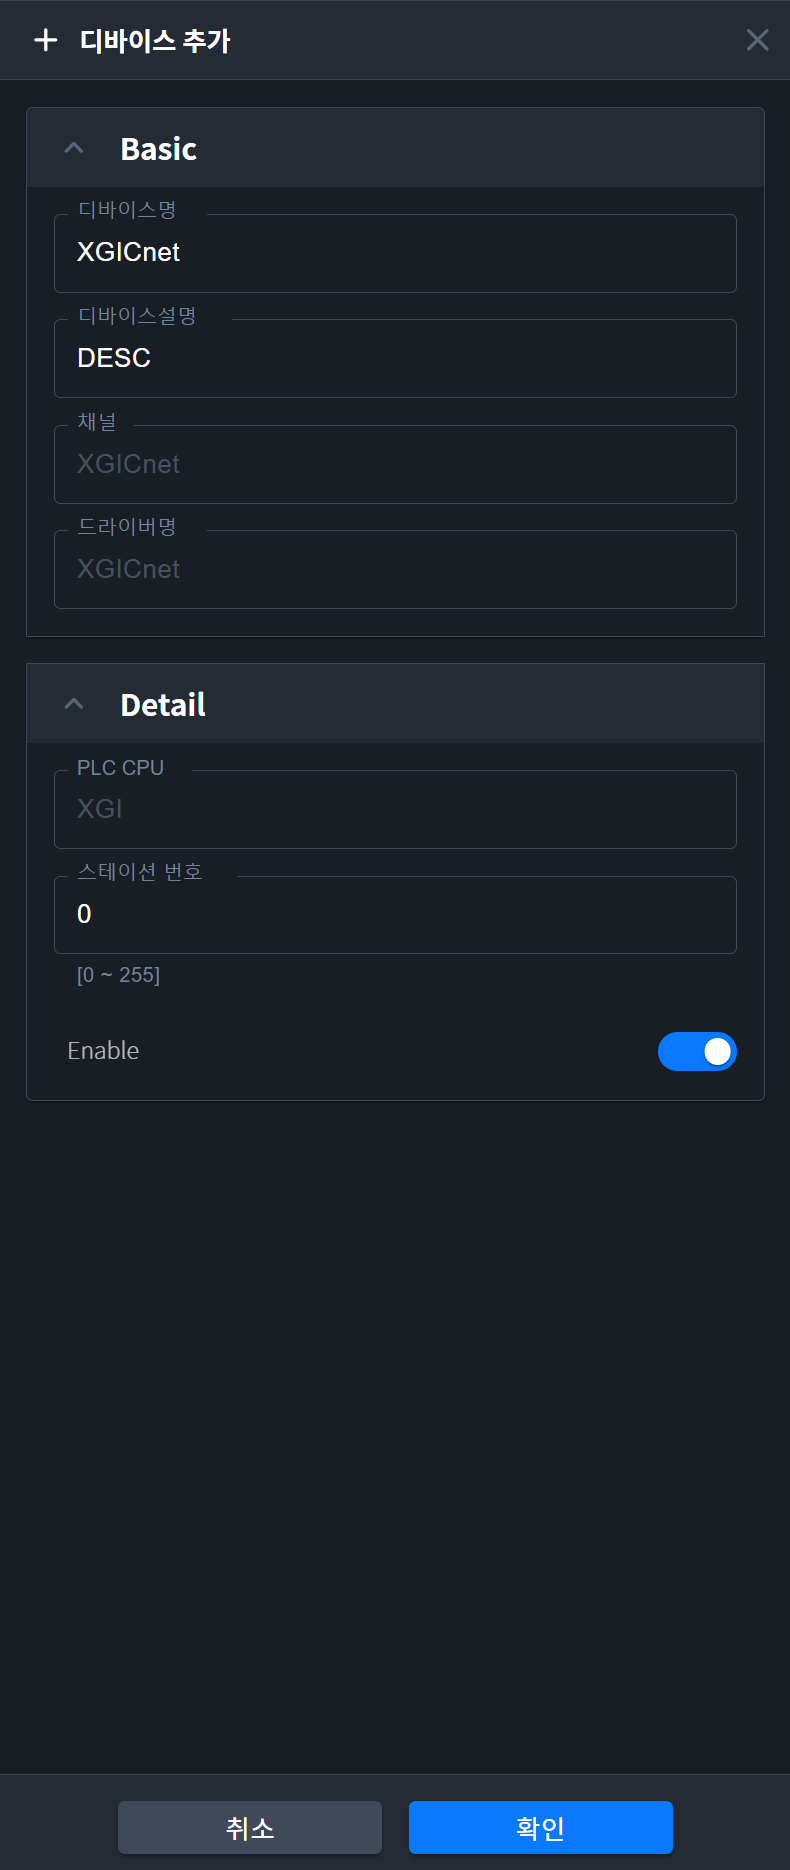 디바이스 추가
Basic
디바이스명
XGICnet
디바이스설명
DESC
채널
XGICnet
드라이버명
XGICnet
Detail
PLC CPU
XGI
스테이션 번호
0
[0 ~ 255]
Enable
취소 확인